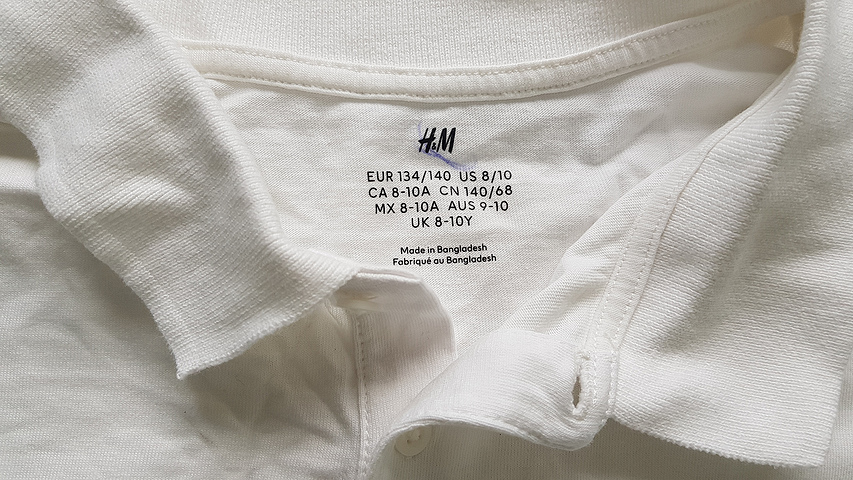 H&M
EUR 134/140 US 8/10
CA 8-10A CN 140/68
MX 8-10A AUS 9-10
UK 8-10Y
Made in Bangladesh
Fabriqué au Bangladesh